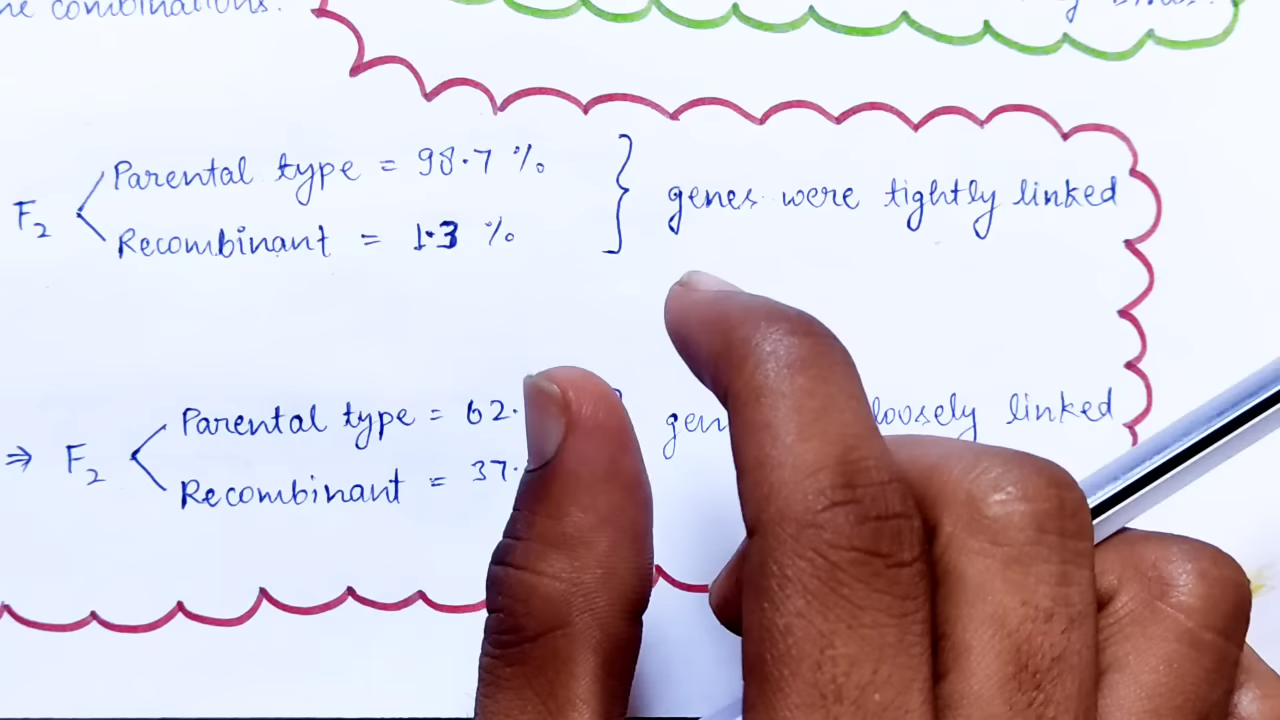 combinations.
Parental type = 98.7 %
F2
genes were tightly linked
Recombinant = 1.3 %
Parental type = 62.
loosely linked
⇒ F2
Recombinant = 37.